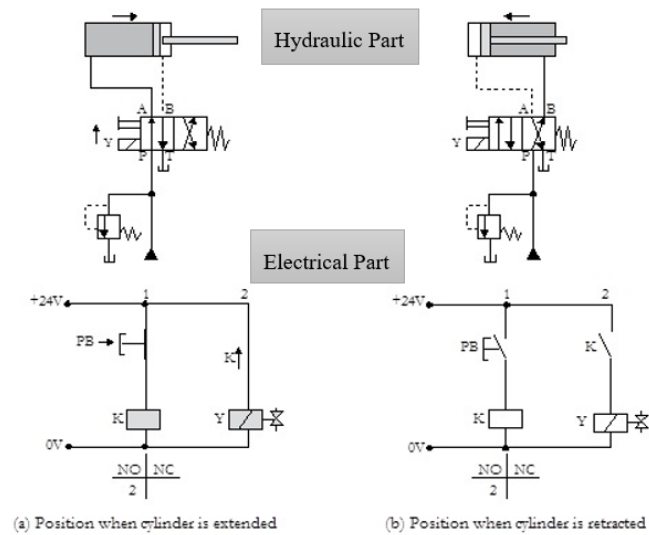 Hydraulic Part
A B
Y
P T
A B
Y
P T
Electrical Part
+24V
1
2
PB
K
K
Y
0V
NO NC
2
(a) Position when cylinder is extended
+24V
1
2
PB
K
K
Y
0V
NO NC
2
(b) Position when cylinder is retracted